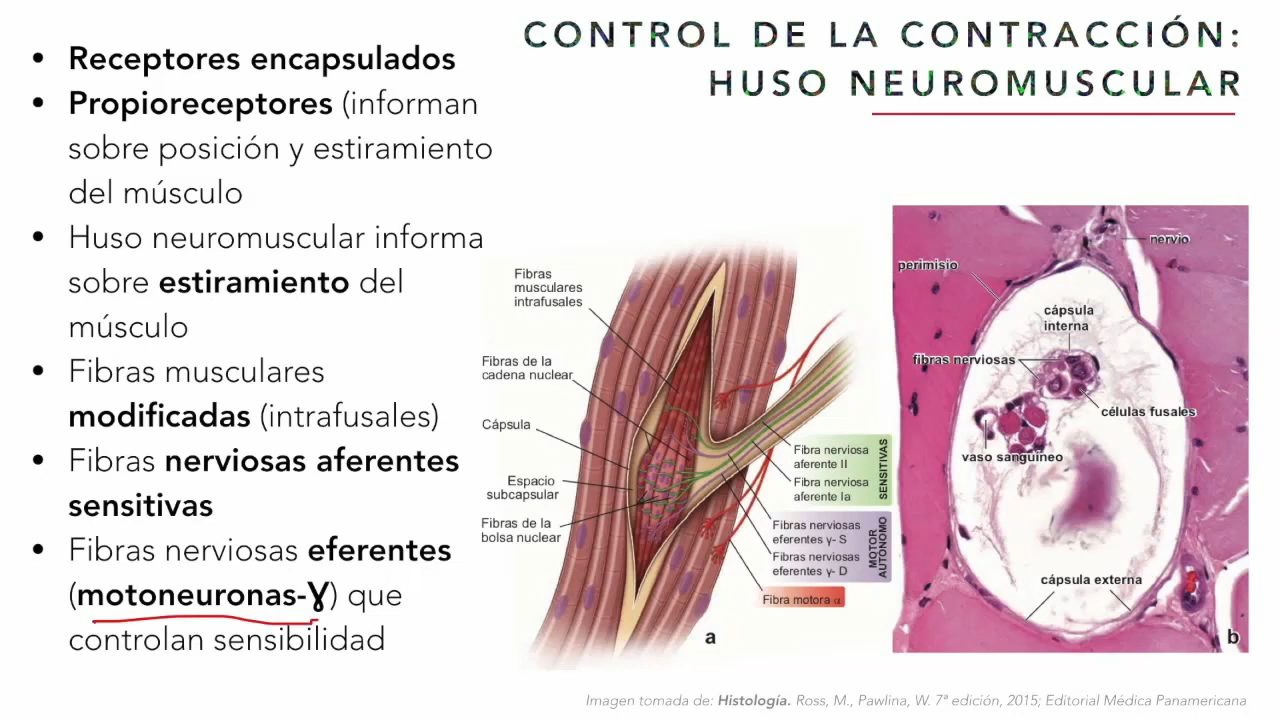 CONTROL DE LA CONTRACCIÓN:
HUSO NEUROMUSCULAR
• Receptores encapsulados
• Propioreceptores (informan
sobre posición y estiramiento
del músculo
• Huso neuromuscular informa
sobre estiramiento del
músculo
• Fibras musculares
modificadas (intrafusales)
• Fibras nerviosas aferentes
sensitivas
• Fibras nerviosas eferentes
(motoneuronas-Ɣ) que
controlan sensibilidad
Fibras
musculares
intrafusales
Fibras de la
cadena nuclear
Cápsula
Espacio
subcapsular
Fibras de la
bolsa nuclear
Fibra nerviosa
aferente II
Fibra nerviosa
aferente Ia
SENSITIVAS
Fibras nerviosas
eferentes γ- S
Fibras nerviosas
eferentes γ- D
MOTOR
AUTÓNOMO
Fibra motora α
a
nervio
perimisio
cápsula
interna
fibras nerviosas
células fusales
vaso sanguíneo
cápsula externa
b
Imagen tomada de: Histología. Ross, M., Pawlina, W. 7ª edición, 2015; Editorial Médica Panamericana